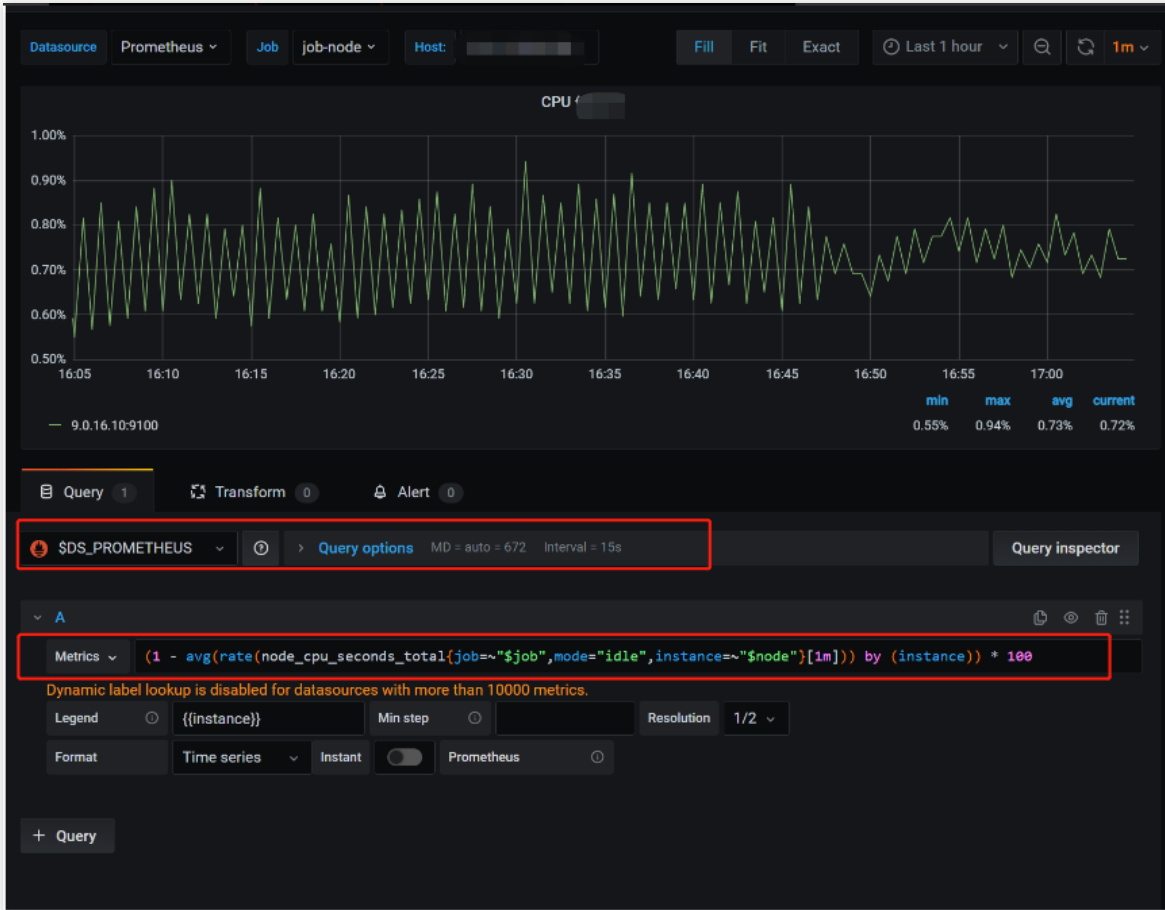 Datasource Prometheus Job job-node Host: Fill Fit Exact Last 1 hour 1m
CPU
1.00%
0.90%
0.80%
0.70%
0.60%
0.50%
16:05 16:10 16:15 16:20 16:25 16:30 16:35 16:40 16:45 16:50 16:55 17:00
min max avg current
9.0.16.10:9100 0.55% 0.94% 0.73% 0.72%
Query 1 Transform 0 Alert 0
$DS_PROMETHEUS Query options MD = auto = 672 Interval = 15s Query inspector
A
Metrics (1 - avg(rate(node_cpu_seconds_total{job=~"$job",mode="idle",instance=~"$node"}[1m])) by (instance)) * 100
Dynamic label lookup is disabled for datasources with more than 10000 metrics.
Legend {{instance}} Min step Resolution 1/2
Format Time series Instant Prometheus
+ Query